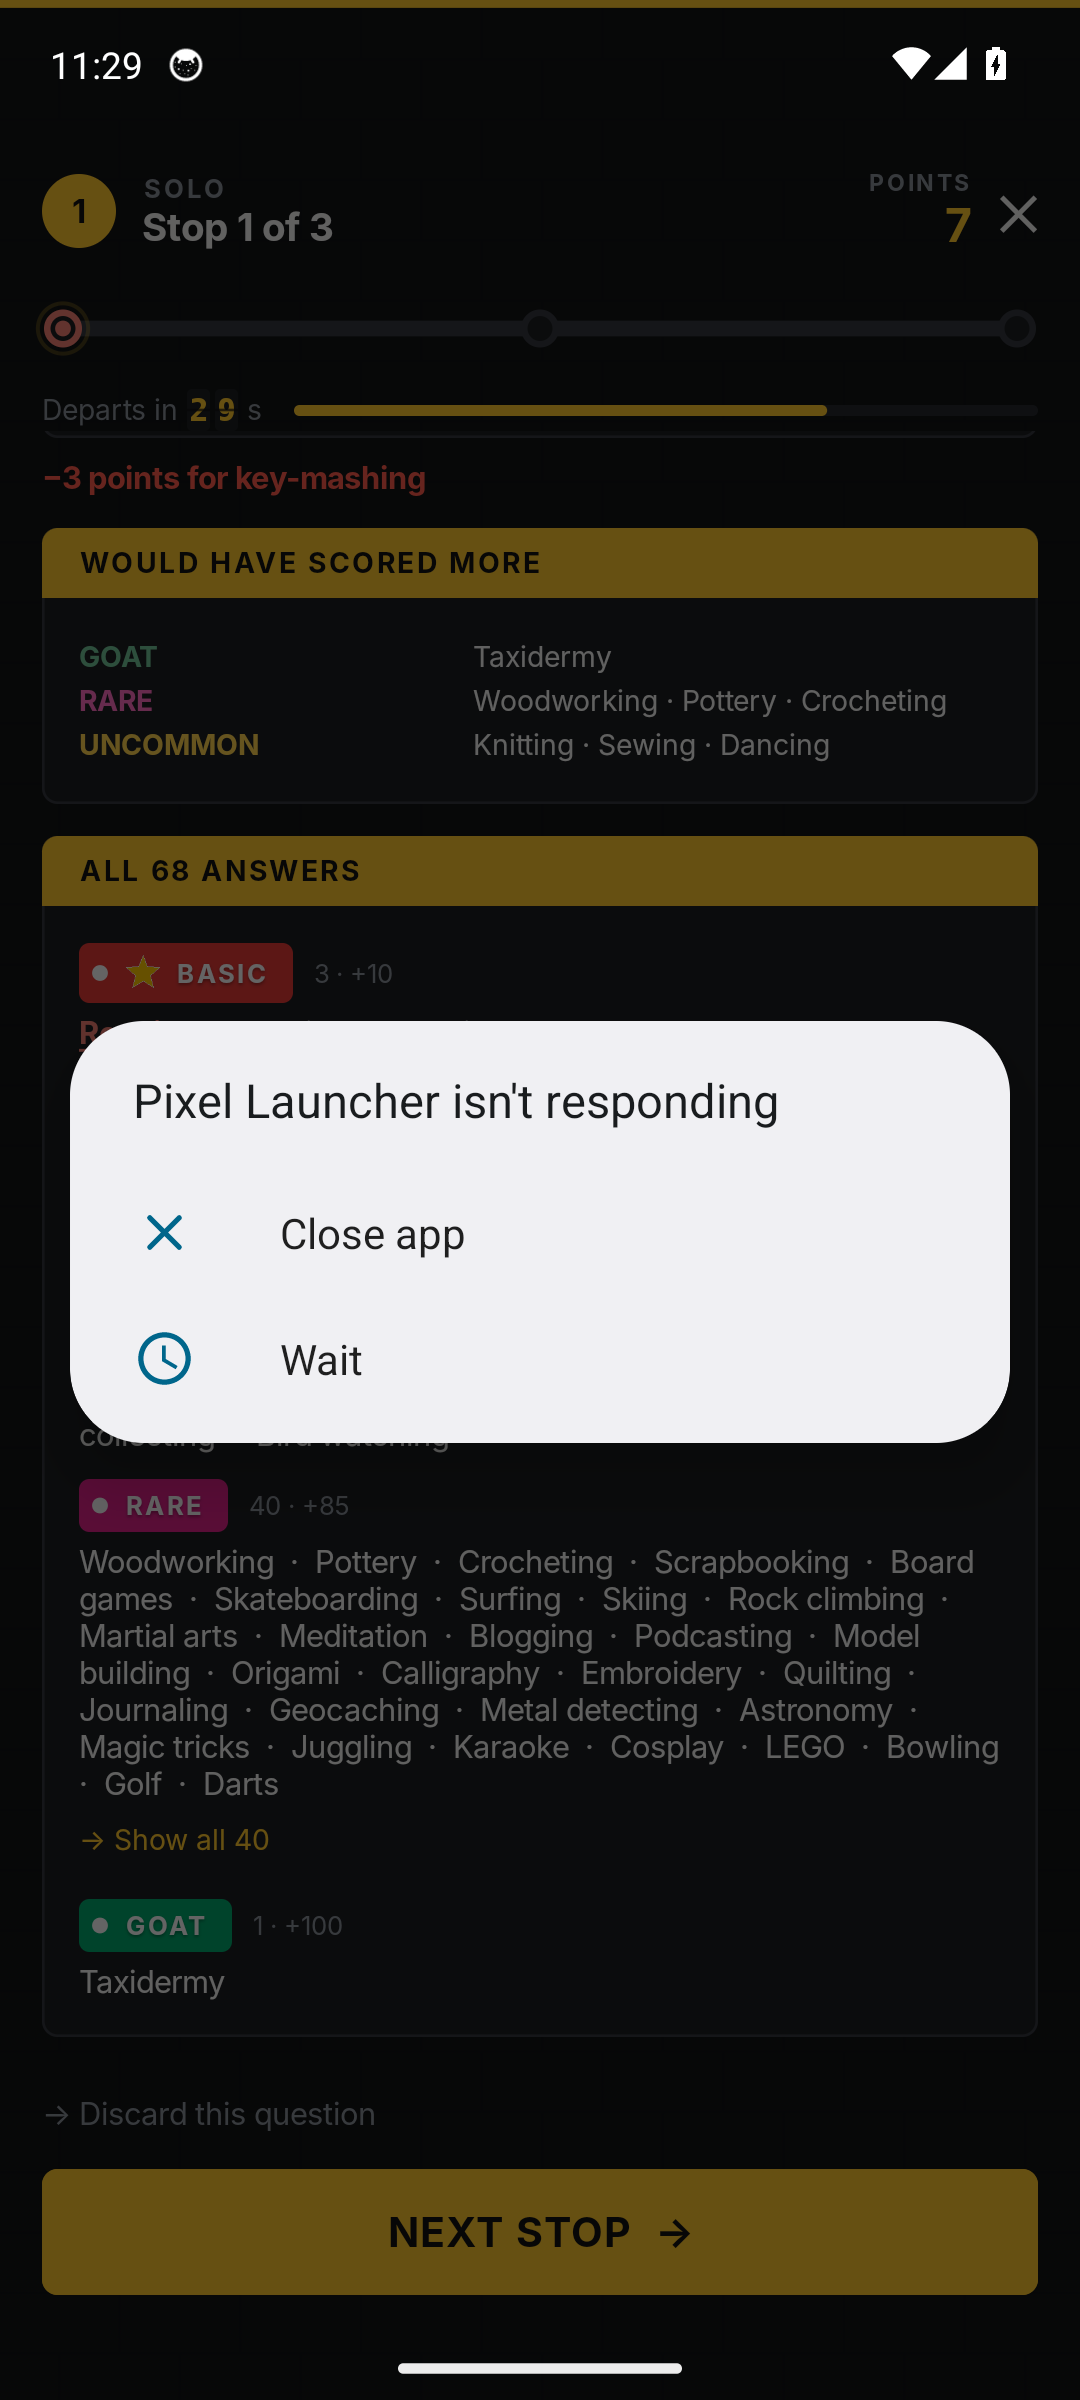 11:29
1
SOLO
Stop 1 of 3
POINTS
7
Departs in 29 s
−3 points for key-mashing
WOULD HAVE SCORED MORE
GOAT Taxidermy
RARE Woodworking · Pottery · Crocheting
UNCOMMON Knitting · Sewing · Dancing
ALL 68 ANSWERS
BASIC 3 · +10
Pixel Launcher isn't responding
Close app
Wait
collecting · Bird watching
RARE 40 · +85
Woodworking · Pottery · Crocheting · Scrapbooking · Board
games · Skateboarding · Surfing · Skiing · Rock climbing ·
Martial arts · Meditation · Blogging · Podcasting · Model
building · Origami · Calligraphy · Embroidery · Quilting ·
Journaling · Geocaching · Metal detecting · Astronomy ·
Magic tricks · Juggling · Karaoke · Cosplay · LEGO · Bowling
· Golf · Darts
→ Show all 40
GOAT 1 · +100
Taxidermy
→ Discard this question
NEXT STOP →